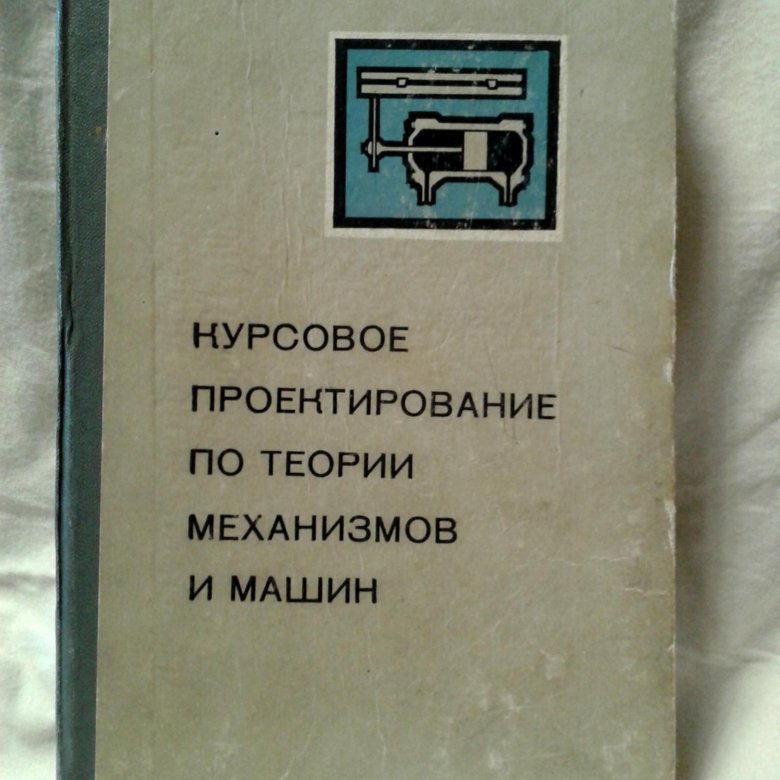 КУРСОВОЕ
ПРОЕКТИРОВАНИЕ
ПО ТЕОРИИ
МЕХАНИЗМОВ
И МАШИН